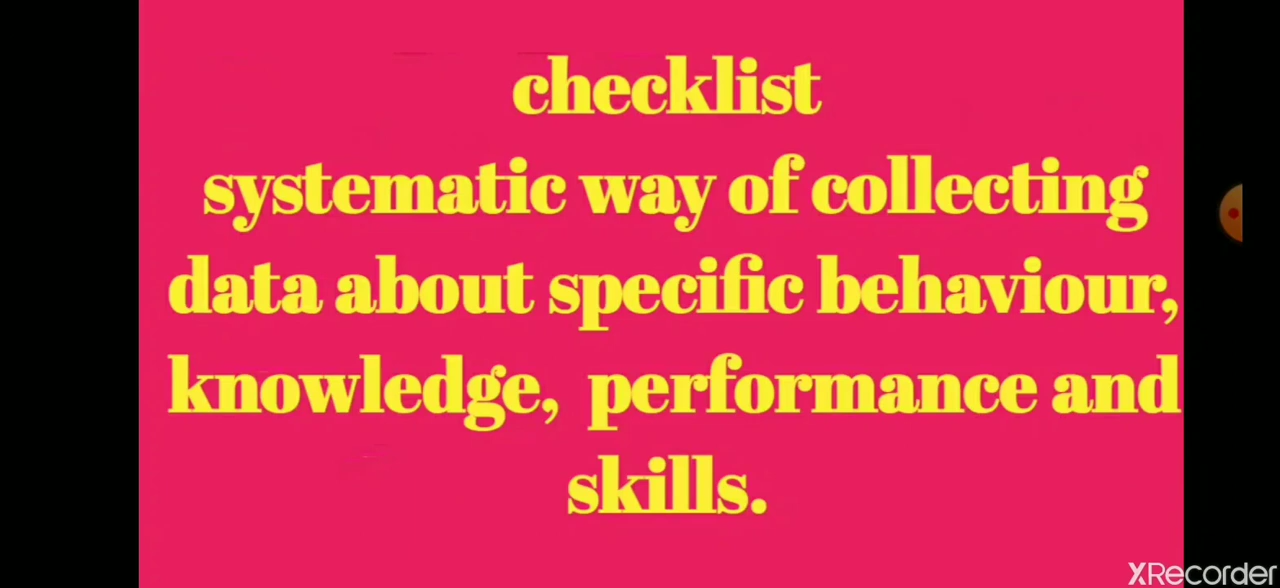 checklist
systematic way of collecting
data about specific behaviour,
knowledge, performance and
skills.
XRecorder